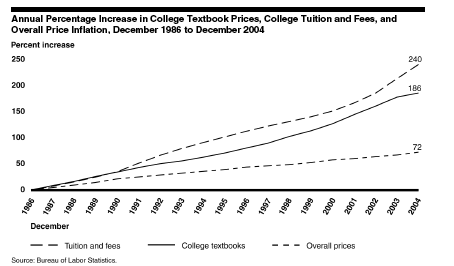 Annual Percentage Increase in College Textbook Prices, College Tuition and Fees, and
Overall Price Inflation, December 1986 to December 2004
Percent increase
250
240
200
186
150
100
72
50
0
1986 1987 1988 1989 1990 1991 1992 1993 1994 1995 1996 1997 1998 1999 2000 2001 2002 2003 2004
December
Tuition and fees College textbooks Overall prices
Source: Bureau of Labor Statistics.